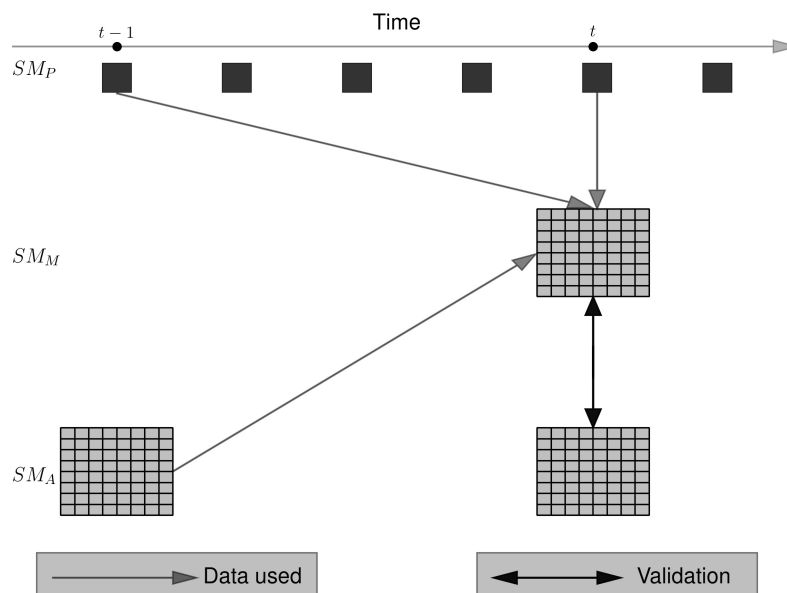 Time
t − 1
t
SM_P
SM_M
SM_A
Data used
Validation